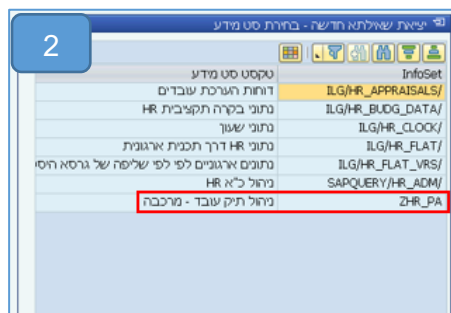 יציאת שאילתא חדשה - בחירת סט מידע
2
InfoSet טקסט סט מידע
/ILG/HR_APPRAISALS דוחות הערכת עובדים
/ILG/HR_BUDG_DATA נתוני בקרה תקציבית HR
/ILG/HR_CLOCK נתוני שעון
/ILG/HR_FLAT נתוני HR דרך תכנית ארגונית
/ILG/HR_FLAT_VRS נתונים ארגוניים לפי לפי שליפה של גרסא היס
/SAPQUERY/HR_ADM ניהול כ"א HR
ZHR_PA ניהול תיק עובד - מרכבה